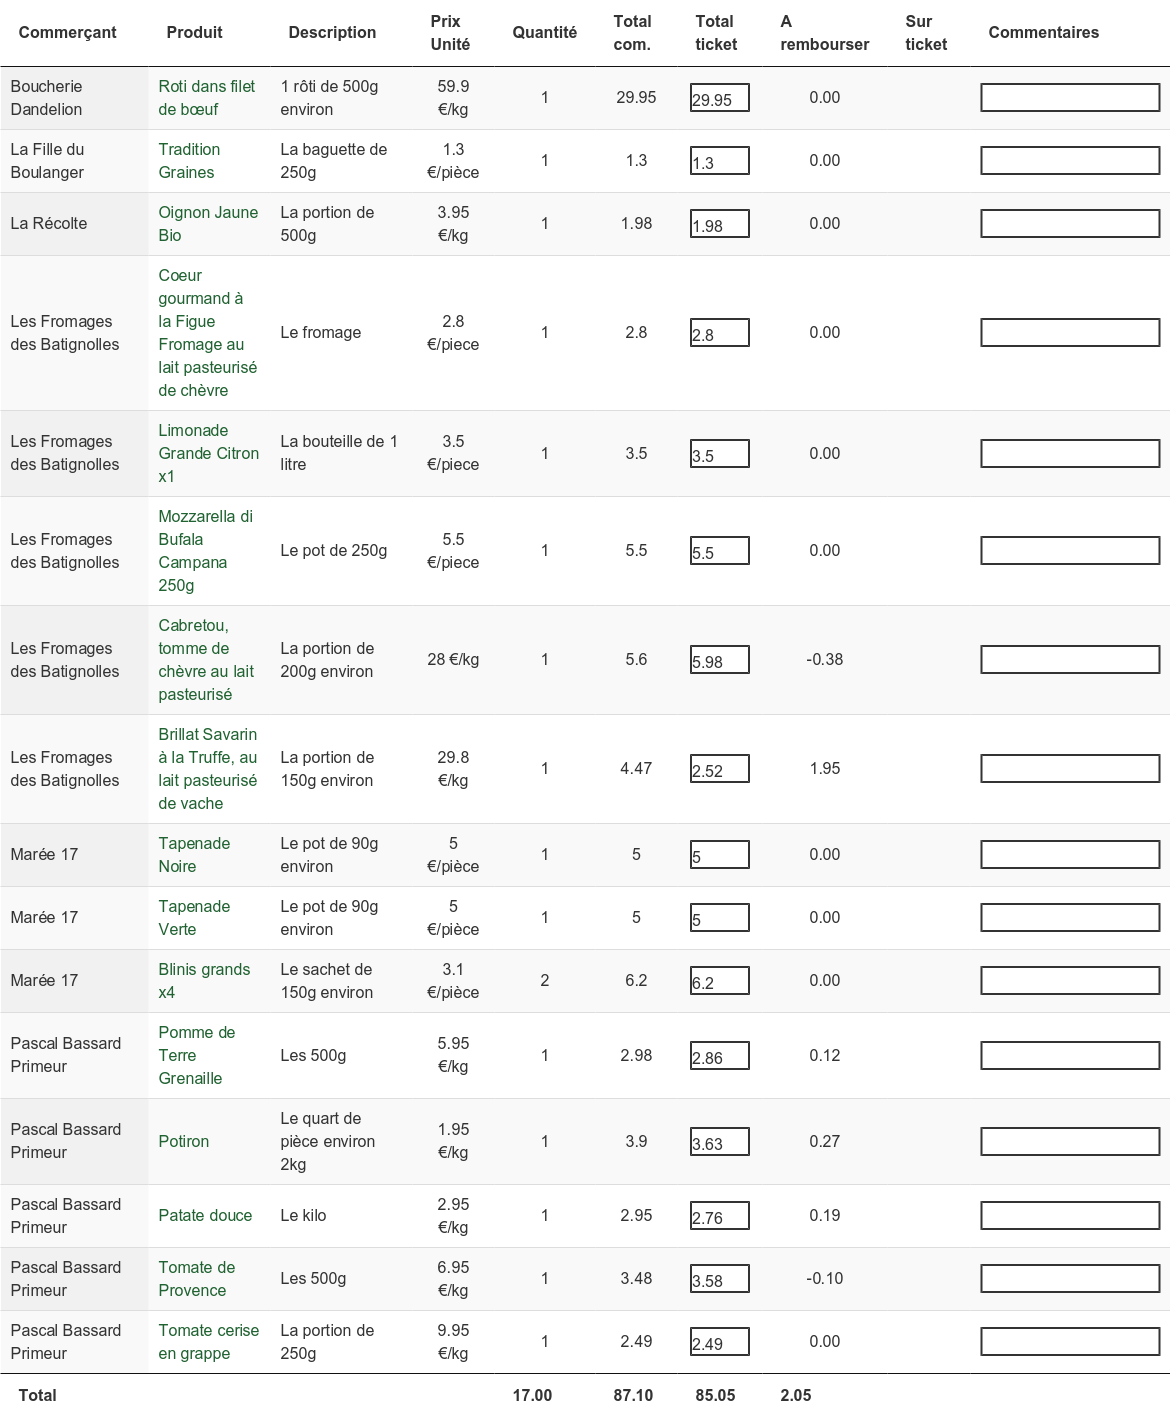 Commerçant Produit Description Prix Unité Quantité Total com. Total ticket A rembourser Sur ticket Commentaires
Boucherie Dandelion Roti dans filet de bœuf 1 rôti de 500g environ 59.9 €/kg 1 29.95 29.95 0.00
La Fille du Boulanger Tradition Graines La baguette de 250g 1.3 €/pièce 1 1.3 1.3 0.00
La Récolte Oignon Jaune Bio La portion de 500g 3.95 €/kg 1 1.98 1.98 0.00
Les Fromages des Batignolles Coeur gourmand à la Figue Fromage au lait pasteurisé de chèvre Le fromage 2.8 €/piece 1 2.8 2.8 0.00
Les Fromages des Batignolles Limonade Grande Citron x1 La bouteille de 1 litre 3.5 €/piece 1 3.5 3.5 0.00
Les Fromages des Batignolles Mozzarella di Bufala Campana 250g Le pot de 250g 5.5 €/piece 1 5.5 5.5 0.00
Les Fromages des Batignolles Cabretou, tomme de chèvre au lait pasteurisé La portion de 200g environ 28 €/kg 1 5.6 5.98 -0.38
Les Fromages des Batignolles Brillat Savarin à la Truffe, au lait pasteurisé de vache La portion de 150g environ 29.8 €/kg 1 4.47 2.52 1.95
Marée 17 Tapenade Noire Le pot de 90g environ 5 €/pièce 1 5 5 0.00
Marée 17 Tapenade Verte Le pot de 90g environ 5 €/pièce 1 5 5 0.00
Marée 17 Blinis grands x4 Le sachet de 150g environ 3.1 €/pièce 2 6.2 6.2 0.00
Pascal Bassard Primeur Pomme de Terre Grenaille Les 500g 5.95 €/kg 1 2.98 2.86 0.12
Pascal Bassard Primeur Potiron Le quart de pièce environ 2kg 1.95 €/kg 1 3.9 3.63 0.27
Pascal Bassard Primeur Patate douce Le kilo 2.95 €/kg 1 2.95 2.76 0.19
Pascal Bassard Primeur Tomate de Provence Les 500g 6.95 €/kg 1 3.48 3.58 -0.10
Pascal Bassard Primeur Tomate cerise en grappe La portion de 250g 9.95 €/kg 1 2.49 2.49 0.00
Total 17.00 87.10 85.05 2.05